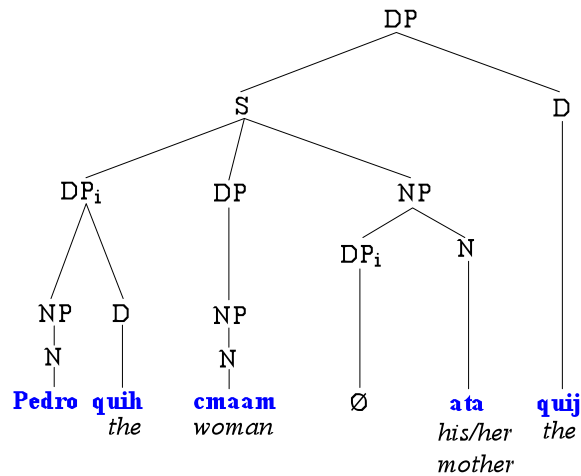 DP
S D
DPi DP NP
DPi N
NP D NP
N N
Pedro quih cmaam Ø ata quij
the woman his/her the
mother